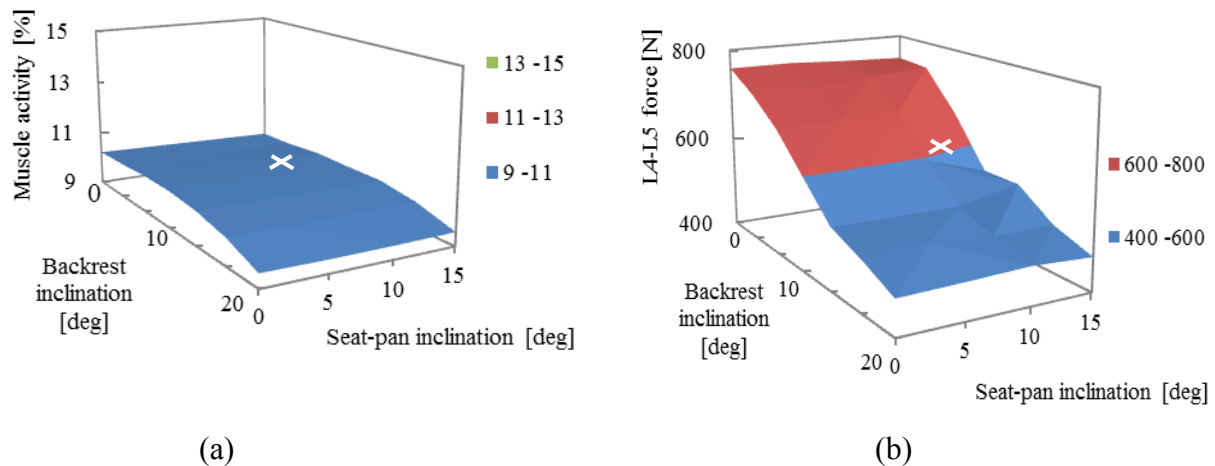 Muscle activity [%]
15
13
11
9
0
10
20
Backrest
inclination
[deg]
0
5
10
15
Seat-pan inclination [deg]
13 -15
11 -13
9 -11
(a)
L4-L5 force[N]
800
600
400
0
10
20
Backrest
inclination
[deg]
0
5
10
15
Seat-pan inclination [deg]
600 -800
400 -600
(b)